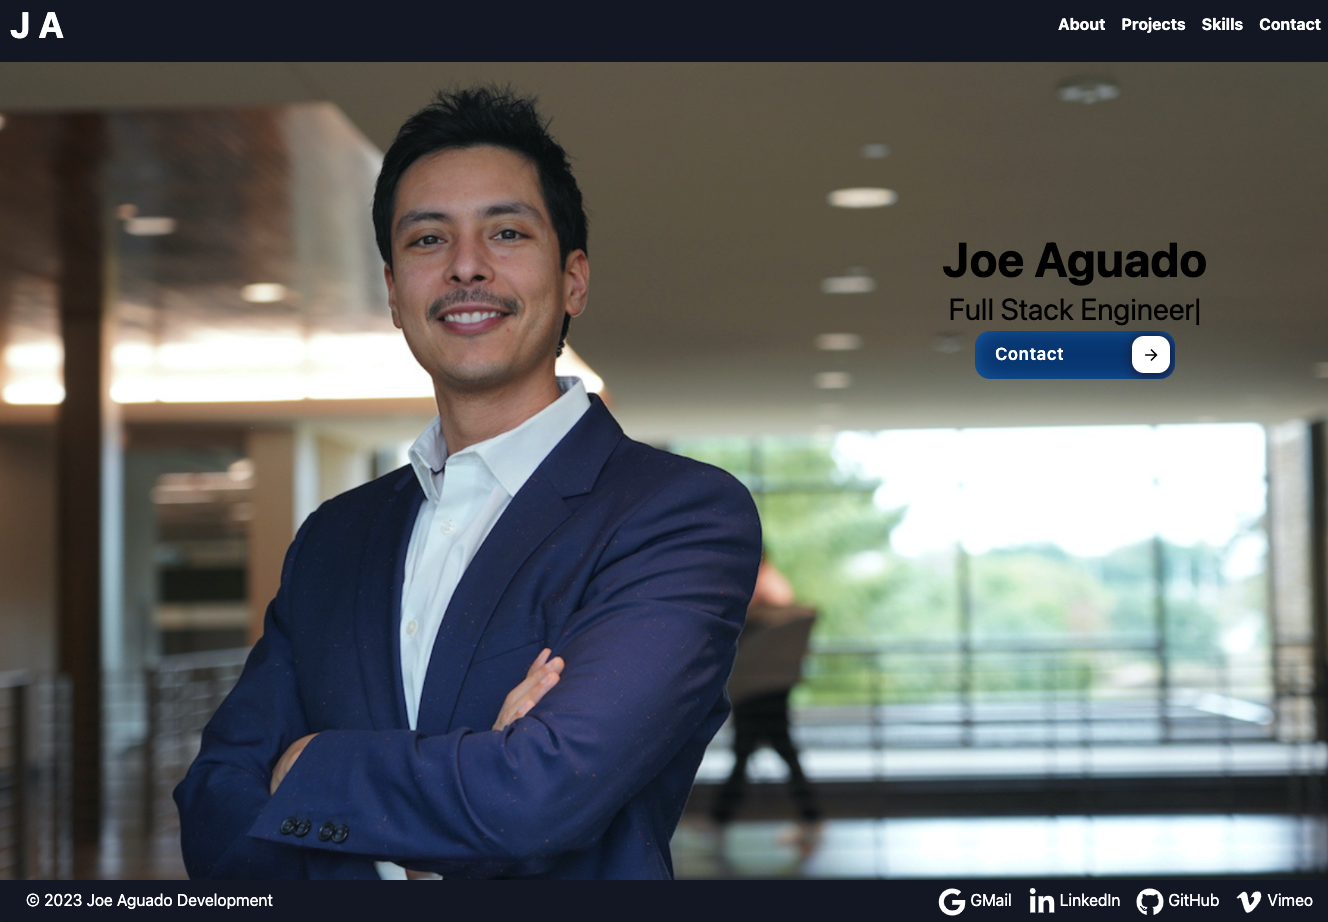 J A
About Projects Skills Contact
Joe Aguado
Full Stack Engineer|
Contact
© 2023 Joe Aguado Development
GMail LinkedIn GitHub Vimeo